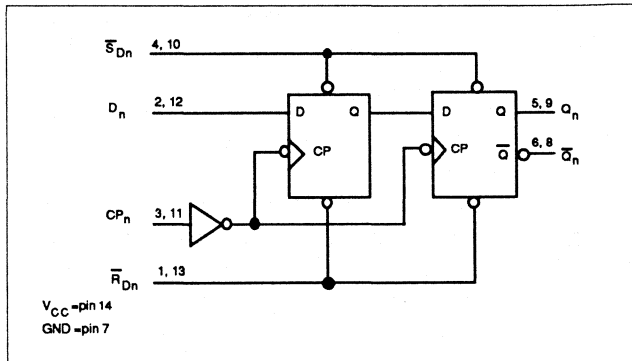 S̅Dn 4, 10
Dn 2, 12 D Q D Q 5, 9 Qn
CP CP Q̅ 6, 8 Q̅n
CPn 3, 11
R̅Dn 1, 13
VCC =pin 14
GND =pin 7